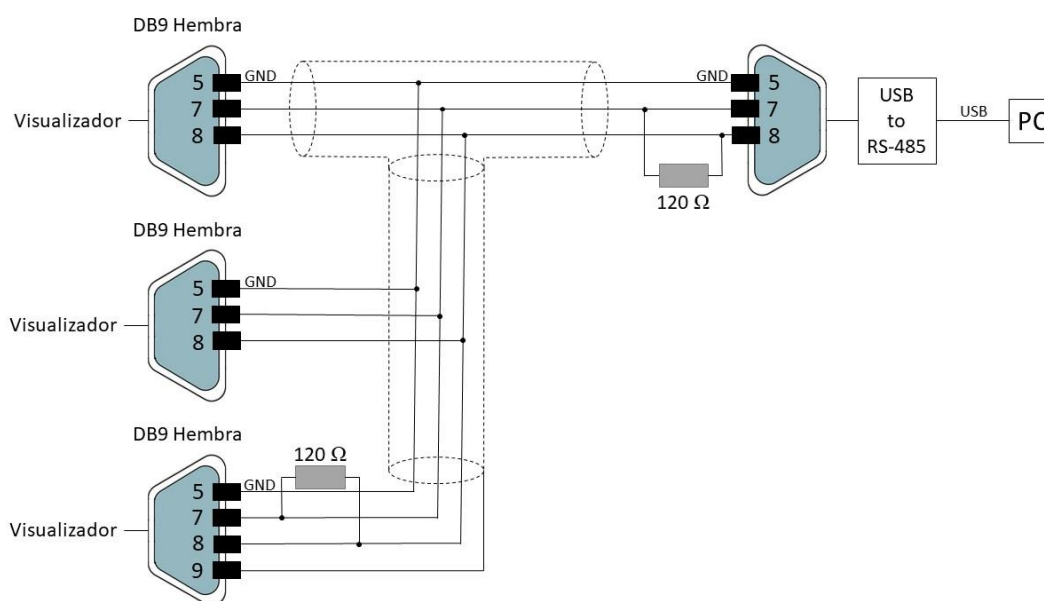 DB9 Hembra
5 GND
7
8
Visualizador
GND 5
7
8
120 Ω
USB
to
RS-485
USB
PC
DB9 Hembra
5 GND
7
8
Visualizador
DB9 Hembra
120 Ω
5 GND
7
8
9
Visualizador